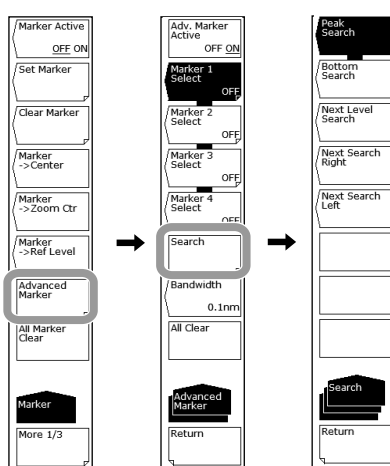 Marker Active
OFF ON
Set Marker
Clear Marker
Marker
->Center
Marker
->Zoom Ctr
Marker
->Ref Level
Advanced
Marker
All Marker
Clear
Marker
More 1/3
Adv. Marker
Active
OFF ON
Marker 1
Select
OFF
Marker 2
Select
OFF
Marker 3
Select
OFF
Marker 4
Select
OFF
Search
Bandwidth
0.1nm
All Clear
Advanced
Marker
Return
Peak
Search
Bottom
Search
Next Level
Search
Next Search
Right
Next Search
Left
Search
Return